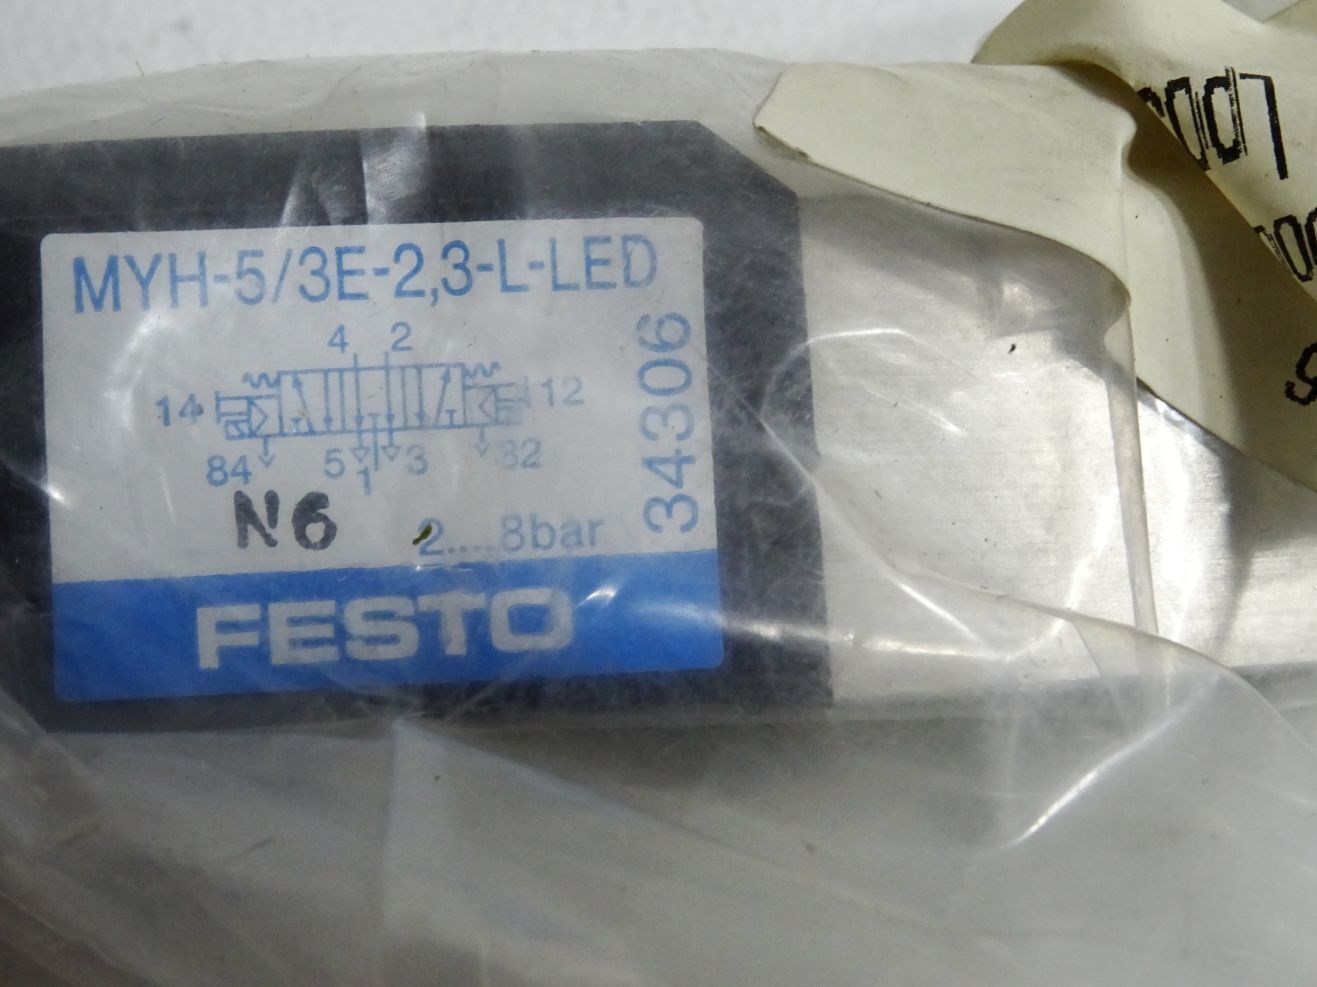 MYH-5/3E-2,3-L-LED
4 2
14 12
84 5 3 82
1
34306
N6
2....8bar
FESTO